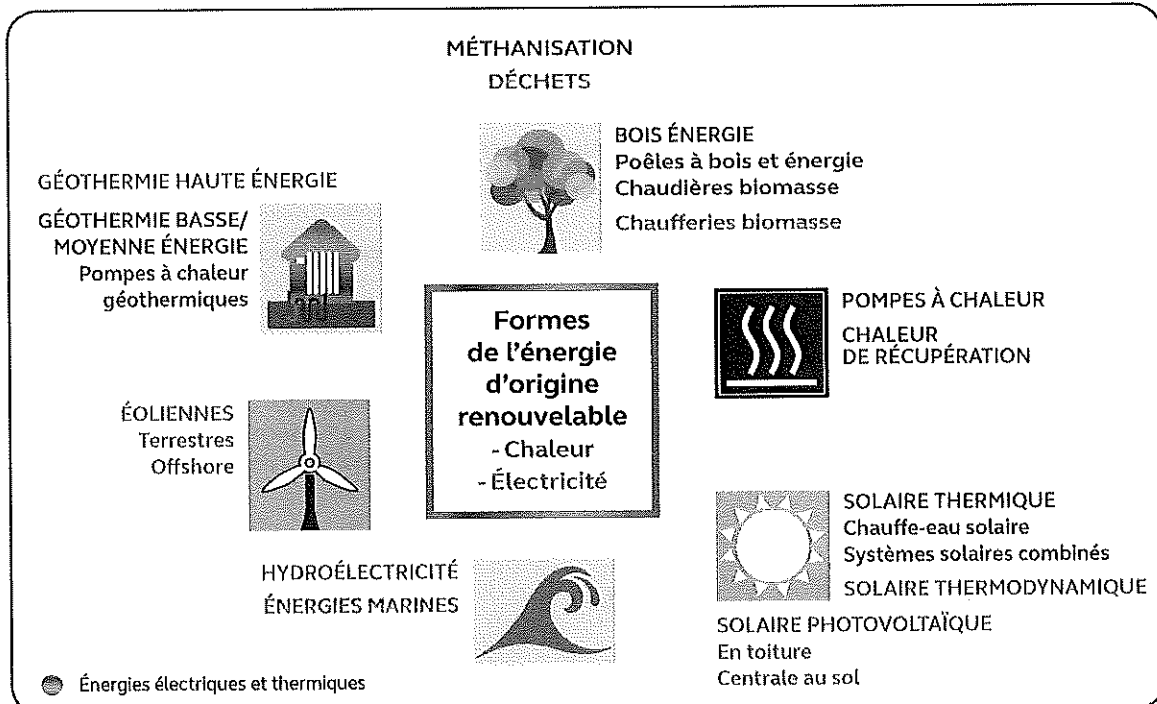 MÉTHANISATION
DÉCHETS
BOIS ÉNERGIE
Poêles à bois et énergie
Chaudières biomasse
Chaufferies biomasse
GÉOTHERMIE HAUTE ÉNERGIE
GÉOTHERMIE BASSE/
MOYENNE ÉNERGIE
Pompes à chaleur
géothermiques
Formes
de l'énergie
d'origine
renouvelable
- Chaleur
- Électricité
POMPES À CHALEUR
CHALEUR
DE RÉCUPÉRATION
ÉOLIENNES
Terrestres
Offshore
SOLAIRE THERMIQUE
Chauffe-eau solaire
Systèmes solaires combinés
SOLAIRE THERMODYNAMIQUE
SOLAIRE PHOTOVOLTAÏQUE
En toiture
Centrale au sol
HYDROÉLECTRICITÉ
ÉNERGIES MARINES
Énergies électriques et thermiques